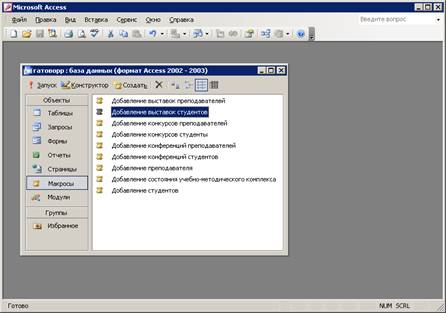 Microsoft Access
Файл Правка Вид Вставка Сервис Окно Справка Введите вопрос
гатоворр : база данных (формат Access 2002 - 2003)
Запуск Конструктор Создать
Объекты
Таблицы
Запросы
Формы
Отчеты
Страницы
Макросы
Модули
Группы
Избранное
Добавление выставок преподавателей
Добавление выставок студентов
Добавление конкурсов преподавателей
Добавление конкурсов студенты
Добавление конференций преподавателей
Добавление конференций студентов
Добавление преподавателя
Добавление состояния учебно-методического комплекса
Добавление студентов
Готово NUM SCRL